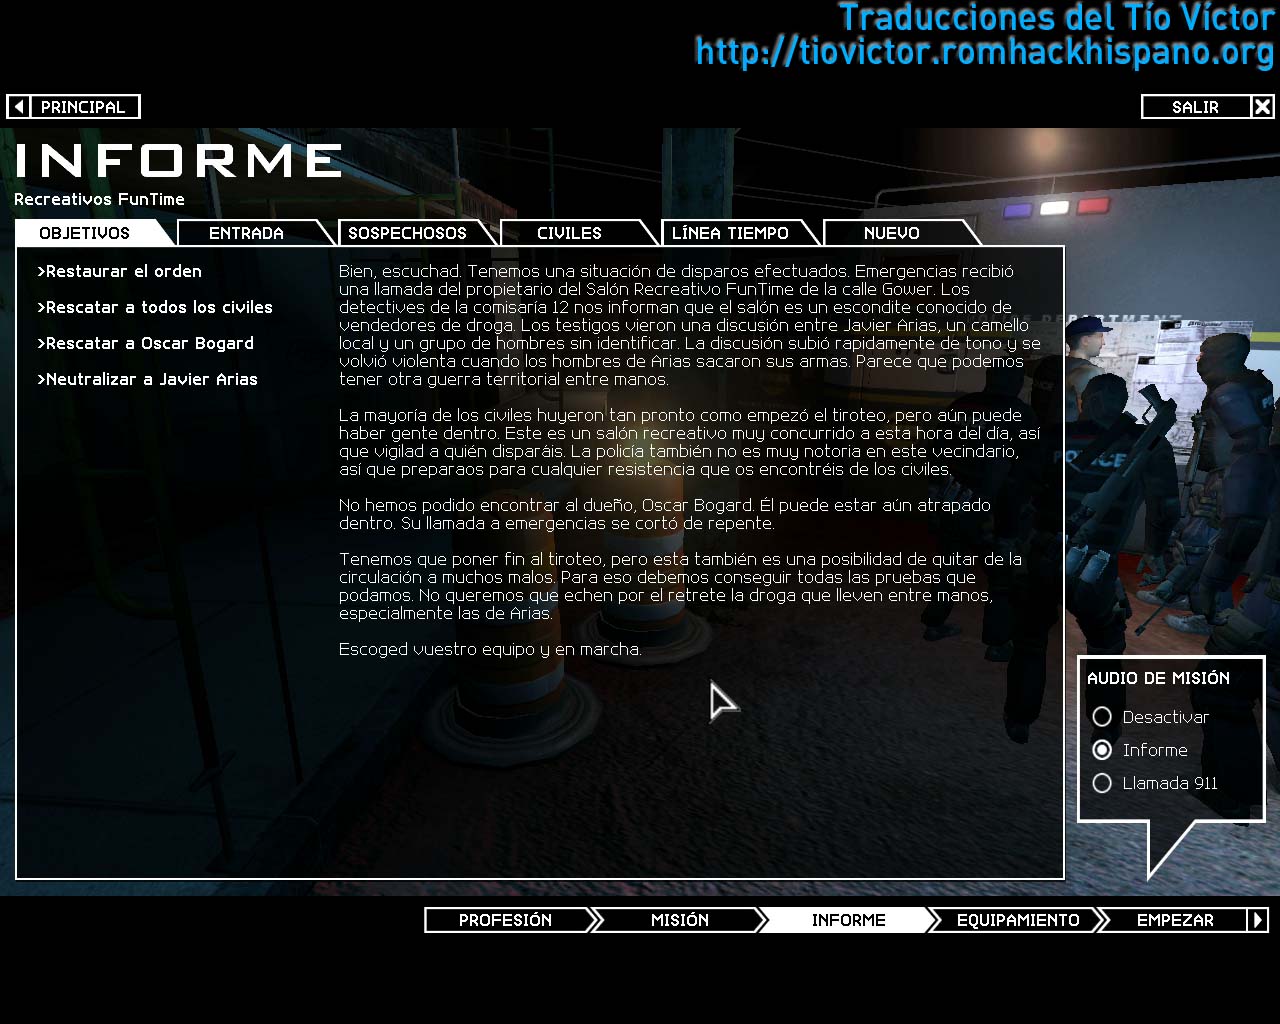 Traducciones del Tío Víctor
http://tiovictor.romhackhispano.org
PRINCIPAL
SALIR
INFORME
Recreativos FunTime
OBJETIVOS
ENTRADA
SOSPECHOSOS
CIVILES
LÍNEA TIEMPO
NUEVO
>Restaurar el orden
>Rescatar a todos los civiles
>Rescatar a Oscar Bogard
>Neutralizar a Javier Arias
Bien, escuchad. Tenemos una situación de disparos efectuados. Emergencias recibió
una llamada del propietario del Salón Recreativo FunTime de la calle Gower. Los
detectives de la comisaría 12 nos informan que el salón es un escondite conocido de
vendedores de droga. Los testigos vieron una discusión entre Javier Arias, un camello
local y un grupo de hombres sin identificar. La discusión subió rapidamente de tono y se
volvió violenta cuando los hombres de Arias sacaron sus armas. Parece que podemos
tener otra guerra territorial entre manos.
La mayoría de los civiles huyeron tan pronto como empezó el tiroteo, pero aún puede
haber gente dentro. Este es un salón recreativo muy concurrido a esta hora del día, así
que vigilad a quién disparáis. La policía también no es muy notoria en este vecindario,
así que preparaos para cualquier resistencia que os encontréis de los civiles.
No hemos podido encontrar al dueño, Oscar Bogard. Él puede estar aún atrapado
dentro. Su llamada a emergencias se cortó de repente.
Tenemos que poner fin al tiroteo, pero esta también es una posibilidad de quitar de la
circulación a muchos malos. Para eso debemos conseguir todas las pruebas que
podamos. No queremos que echen por el retrete la droga que lleven entre manos,
especialmente las de Arias.
Escoged vuestro equipo y en marcha.
DEPARTMENT
POLICE
AUDIO DE MISIÓN
Desactivar
Informe
Llamada 911
PROFESIÓN
MISIÓN
INFORME
EQUIPAMIENTO
EMPEZAR